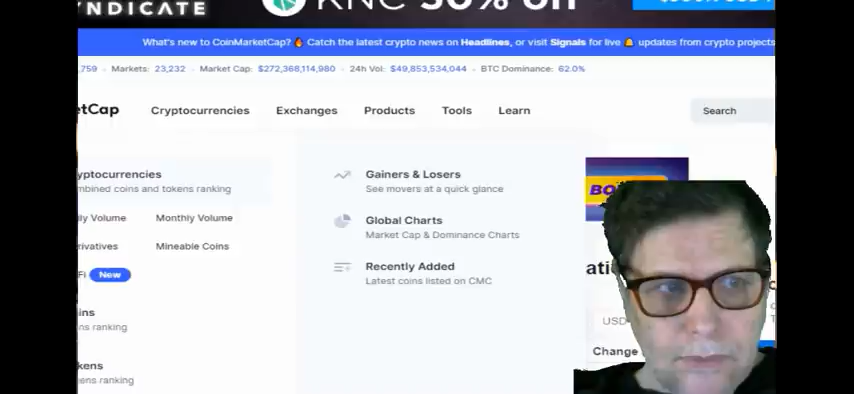 NDICATE
KNC 50% off
What's new to CoinMarketCap? 🔥 Catch the latest crypto news on Headlines, or visit Signals for live 🔔 updates from crypto projects
,759 • Markets: 23,232 • Market Cap: $272,368,114,980 • 24h Vol: $49,853,534,044 • BTC Dominance: 62.0%
etCap Cryptocurrencies Exchanges Products Tools Learn Search
yptocurrencies
mbined coins and tokens ranking
ly Volume Monthly Volume
rivatives Mineable Coins
Fi New
ins
ns ranking
kens
ens ranking
Gainers & Losers
See movers at a quick glance
Global Charts
Market Cap & Dominance Charts
Recently Added
Latest coins listed on CMC
BO
ati
USD
Change